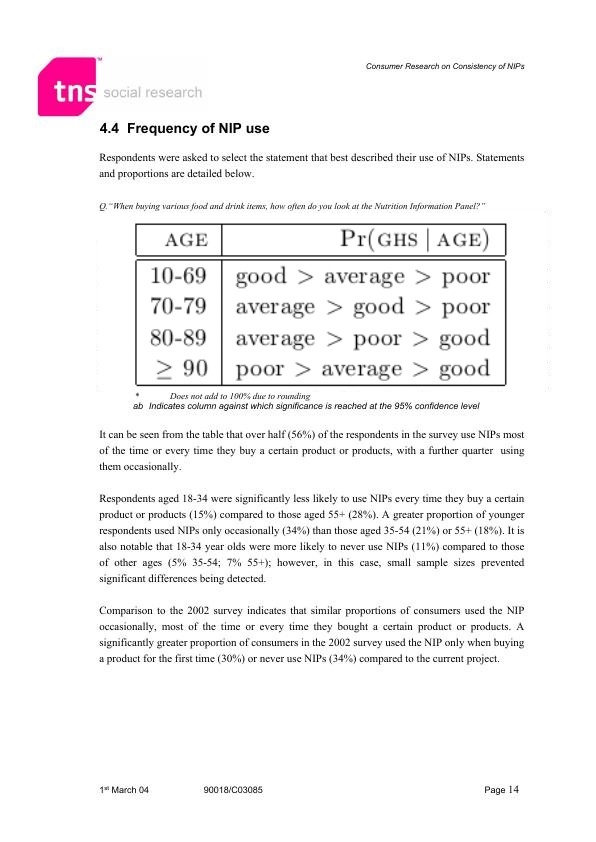 Consumer Research on Consistency of NIPs
tns™ social research
4.4 Frequency of NIP use
Respondents were asked to select the statement that best described their use of NIPs. Statements
and proportions are detailed below.
Q.“When buying various food and drink items, how often do you look at the Nutrition Information Panel?”
AGE Pr(GHS | AGE)
10-69 good > average > poor
70-79 average > good > poor
80-89 average > poor > good
≥ 90 poor > average > good
* Does not add to 100% due to rounding
ab Indicates column against which significance is reached at the 95% confidence level
It can be seen from the table that over half (56%) of the respondents in the survey use NIPs most
of the time or every time they buy a certain product or products, with a further quarter using
them occasionally.
Respondents aged 18-34 were significantly less likely to use NIPs every time they buy a certain
product or products (15%) compared to those aged 55+ (28%). A greater proportion of younger
respondents used NIPs only occasionally (34%) than those aged 35-54 (21%) or 55+ (18%). It is
also notable that 18-34 year olds were more likely to never use NIPs (11%) compared to those
of other ages (5% 35-54; 7% 55+); however, in this case, small sample sizes prevented
significant differences being detected.
Comparison to the 2002 survey indicates that similar proportions of consumers used the NIP
occasionally, most of the time or every time they bought a certain product or products. A
significantly greater proportion of consumers in the 2002 survey used the NIP only when buying
a product for the first time (30%) or never use NIPs (34%) compared to the current project.
1st March 04 90018/C03085 Page 14